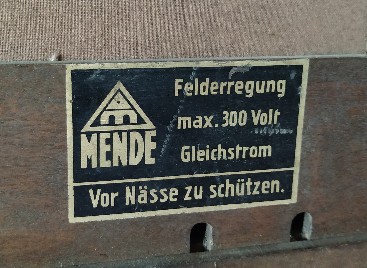 Felderregung
max. 300 Volt
MENDE Gleichstrom
Vor Nässe zu schützen.